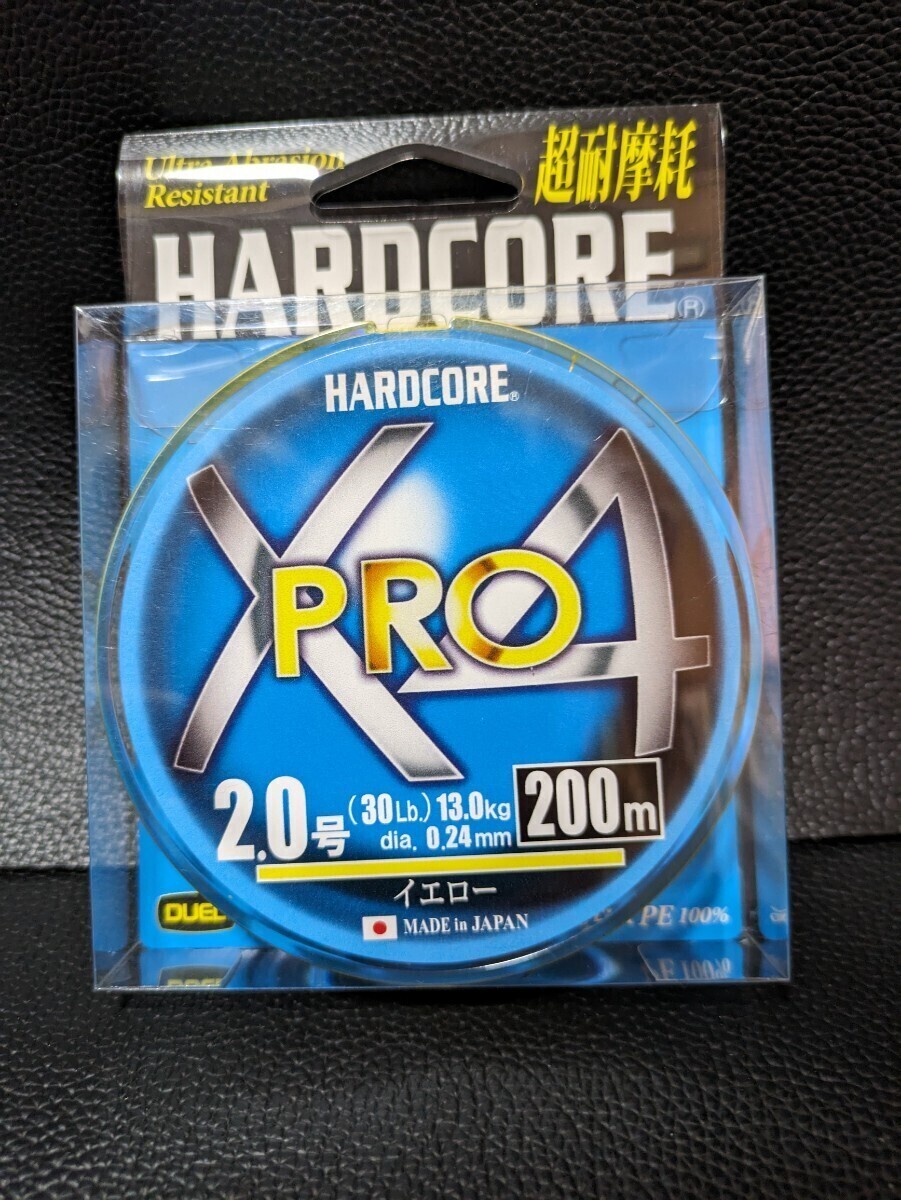 Ultra Abrasion
Resistant
超耐摩耗
HARDCORE®
HARDCORE®
X4
PRO
2.0号
(30Lb.) 13.0kg
dia. 0.24mm
200m
イエロー
MADE in JAPAN
DUEL
PE 100%